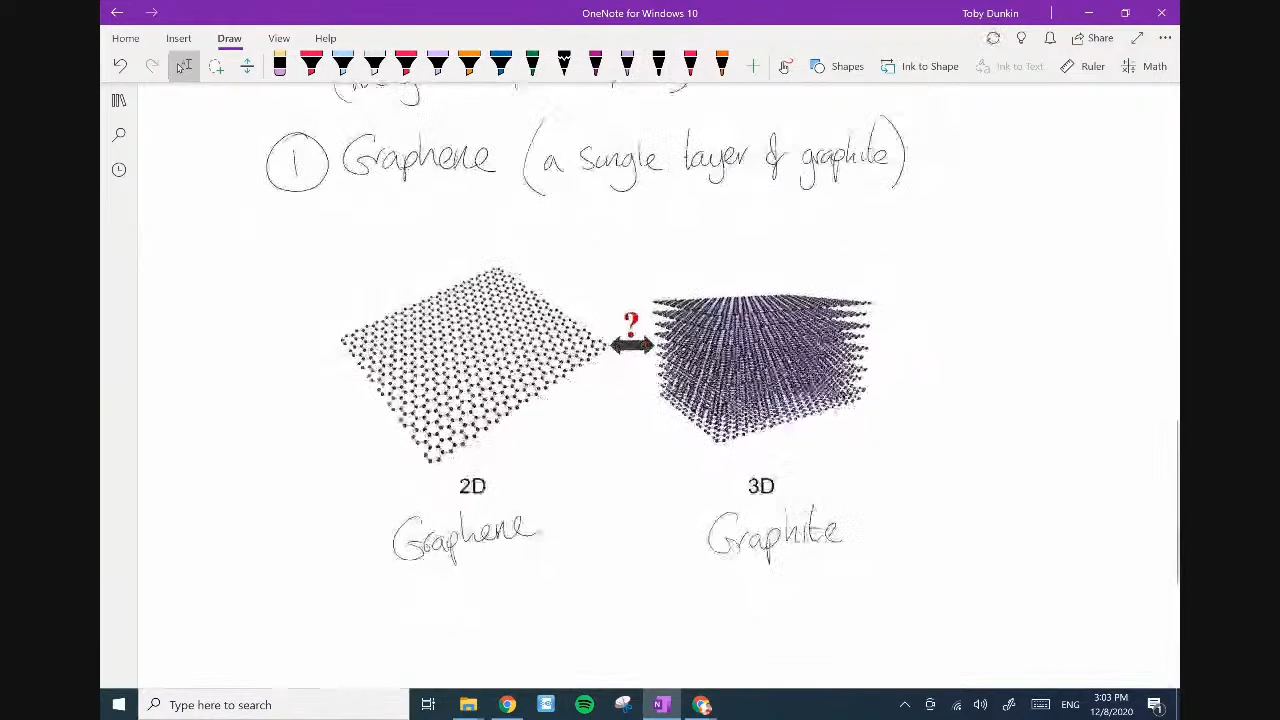 OneNote for Windows 10
Toby Dunkin
Home Insert Draw View Help
Share
Shapes Ink to Shape Ink to Text Ruler Math
1 Graphene (a single layer of graphite)
?
2D 3D
Graphene Graphite
Type here to search
ENG
3:03 PM
12/8/2020
1